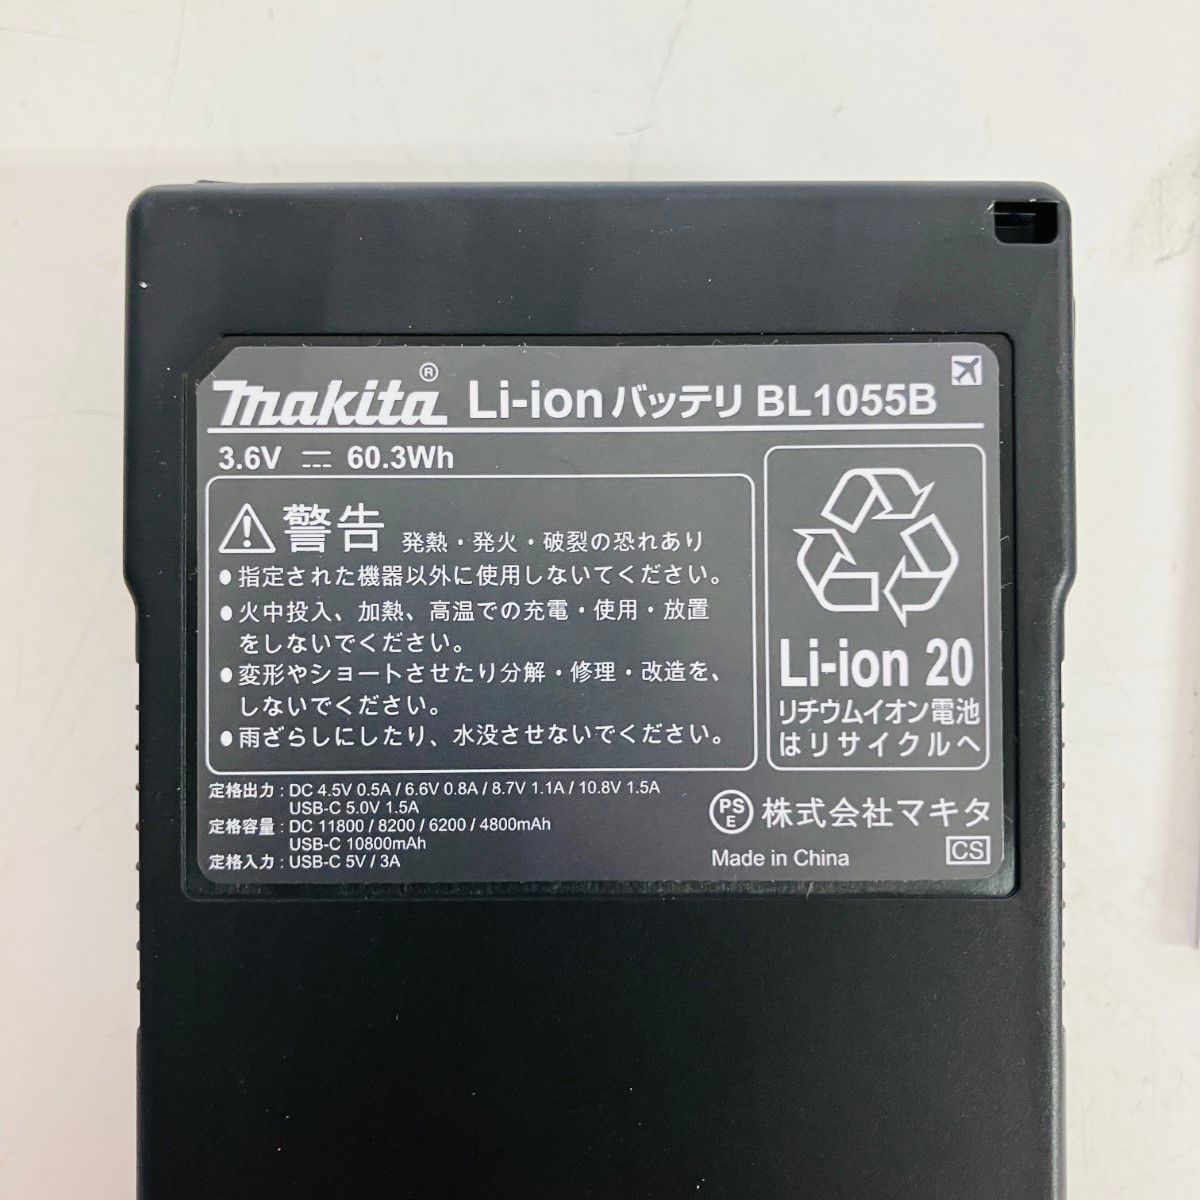 makita® Li-ion バッテリ BL1055B
3.6V ⎓ 60.3Wh
警告 発熱・発火・破裂の恐れあり
●指定された機器以外に使用しないでください。
●火中投入、加熱、高温での充電・使用・放置
をしないでください。
●変形やショートさせたり分解・修理・改造を、
しないでください。
●雨ざらしにしたり、水没させないでください。
Li-ion 20
リチウムイオン電池
はリサイクルへ
定格出力：DC 4.5V 0.5A / 6.6V 0.8A / 8.7V 1.1A / 10.8V 1.5A
USB-C 5.0V 1.5A
定格容量：DC 11800 / 8200 / 6200 / 4800mAh
USB-C 10800mAh
定格入力：USB-C 5V / 3A
PSE 株式会社マキタ
Made in China CS